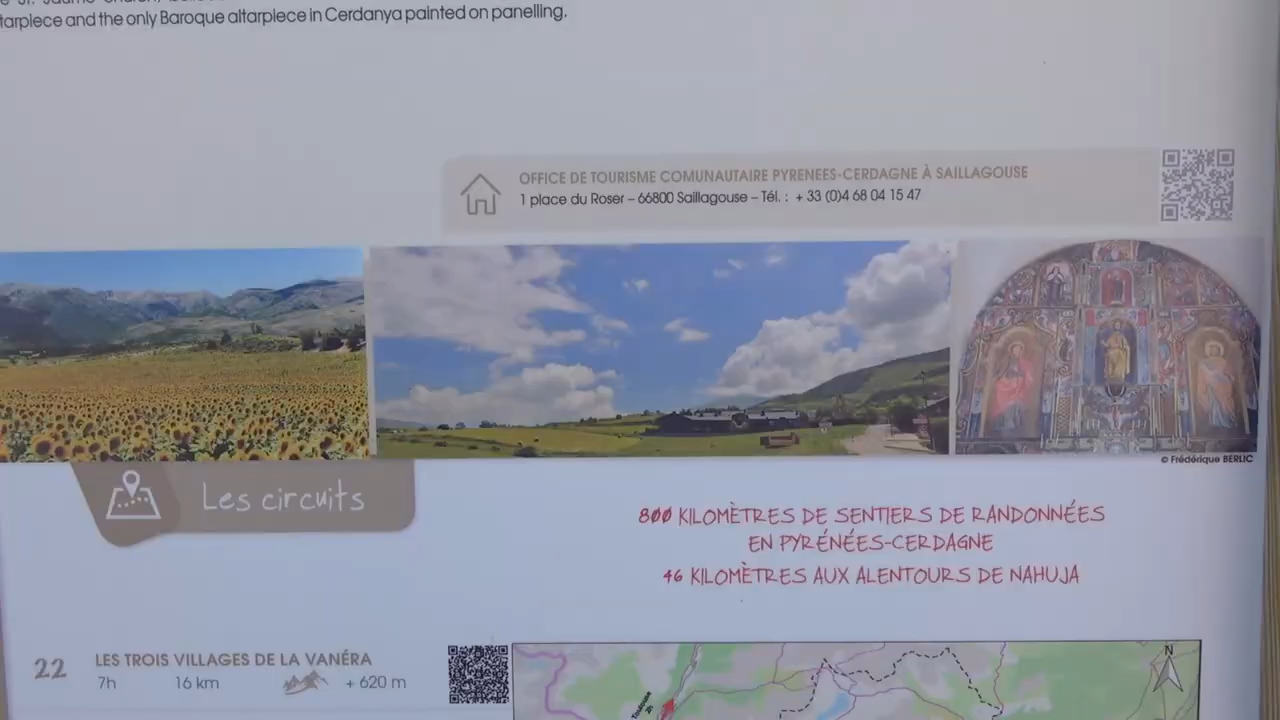 tarpiece and the only Baroque altarpiece in Cerdanya painted on panelling.
OFFICE DE TOURISME COMUNAUTAIRE PYRENEES-CERDAGNE À SAILLAGOUSE
1 place du Roser – 66800 Saillagouse – Tél. : + 33 (0)4 68 04 15 47
© Frédérique BERLIC
Les circuits
800 KILOMÈTRES DE SENTIERS DE RANDONNÉES
EN PYRÉNÉES-CERDAGNE
46 KILOMÈTRES AUX ALENTOURS DE NAHUJA
22 LES TROIS VILLAGES DE LA VANÉRA
7h 16 km + 620 m
N
Toulouse
2h